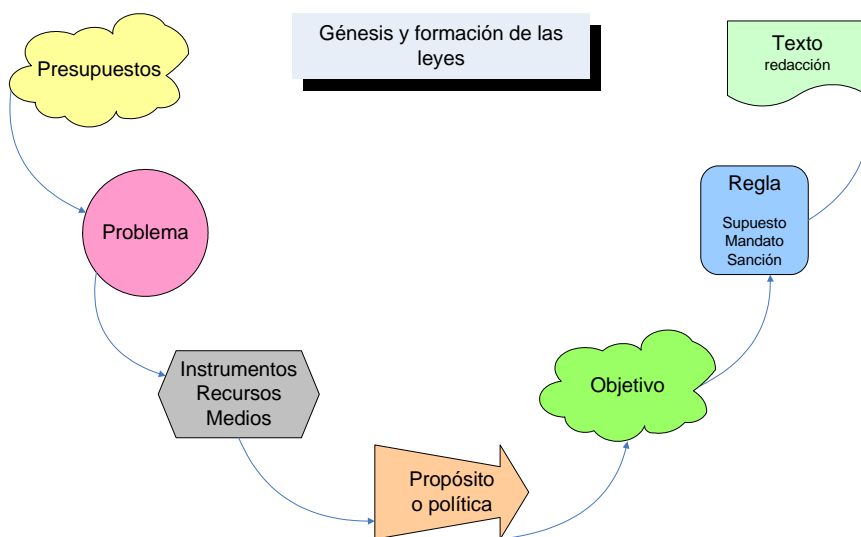 Génesis y formación de las
leyes
Presupuestos
Problema
Instrumentos
Recursos
Medios
Propósito
o política
Objetivo
Regla
Supuesto
Mandato
Sanción
Texto
redacción